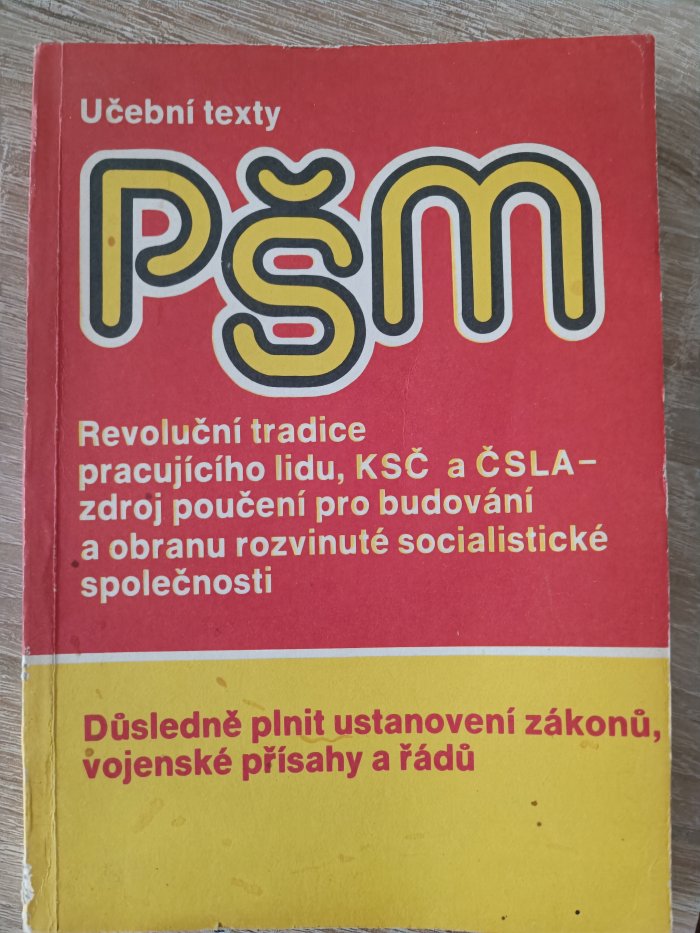 Učební texty
PŠM
Revoluční tradice
pracujícího lidu, KSČ a ČSLA–
zdroj poučení pro budování
a obranu rozvinuté socialistické
společnosti
Důsledně plnit ustanovení zákonů,
vojenské přísahy a řádů